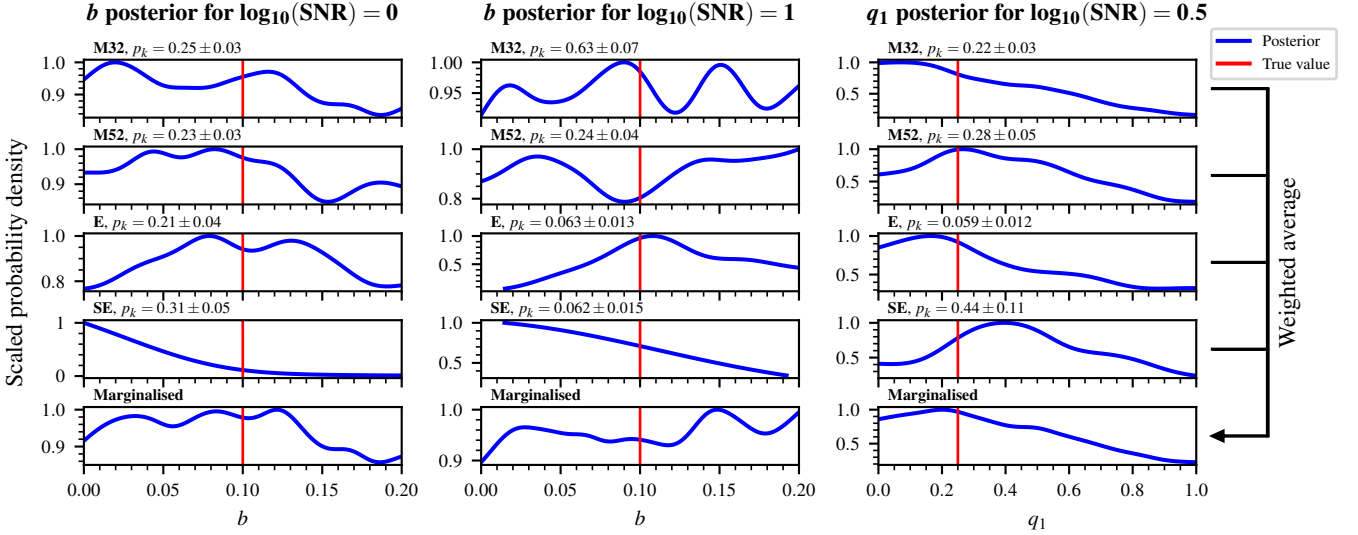 b posterior for log₁₀(SNR) = 0
b posterior for log₁₀(SNR) = 1
q₁ posterior for log₁₀(SNR) = 0.5
Posterior
True value
Scaled probability density
M32, pₖ = 0.25 ± 0.03
1.0
0.9
M32, pₖ = 0.63 ± 0.07
1.00
0.95
M32, pₖ = 0.22 ± 0.03
1.0
0.5
M52, pₖ = 0.23 ± 0.03
1.0
0.9
M52, pₖ = 0.24 ± 0.04
1.0
0.8
M52, pₖ = 0.28 ± 0.05
1.0
0.5
E, pₖ = 0.21 ± 0.04
1.0
0.8
E, pₖ = 0.063 ± 0.013
1.0
0.5
E, pₖ = 0.059 ± 0.012
1.0
0.5
SE, pₖ = 0.31 ± 0.05
1
0
SE, pₖ = 0.062 ± 0.015
1.0
0.5
SE, pₖ = 0.44 ± 0.11
1.0
0.5
Marginalised
1.0
0.9
Marginalised
1.0
0.9
Marginalised
1.0
0.5
0.00 0.05 0.10 0.15 0.20
b
0.00 0.05 0.10 0.15 0.20
b
0.0 0.2 0.4 0.6 0.8 1.0
q₁
Weighted average